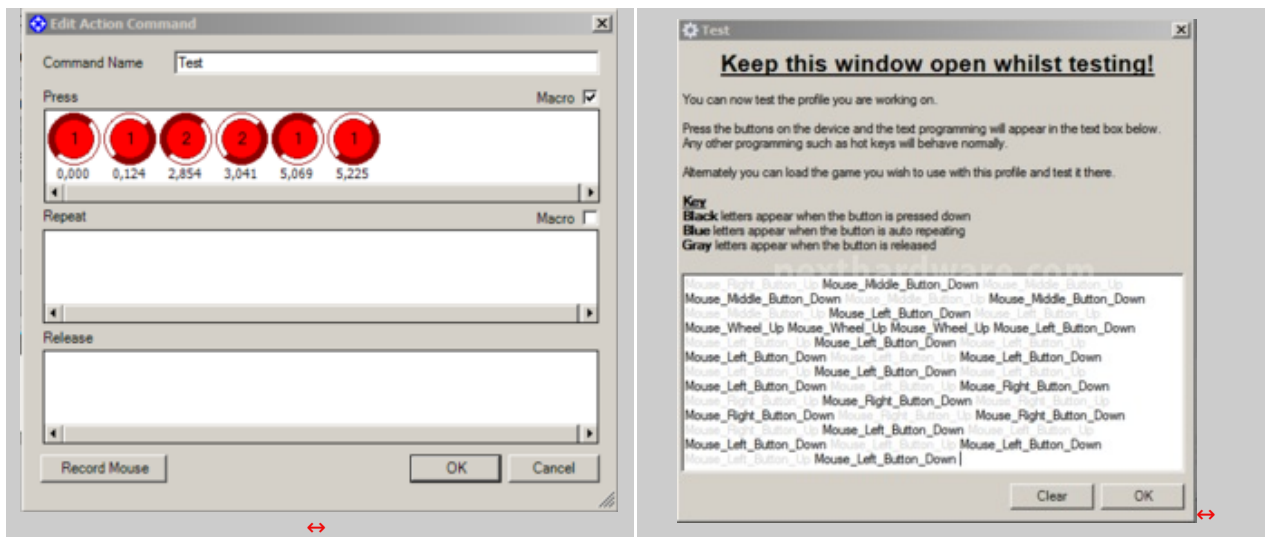 Edit Action Command
Command Name Test
Press Macro
1 1 2 2 1 1
0,000 0,124 2,854 3,041 5,069 5,225
Repeat Macro
Release
Record Mouse OK Cancel
Test
Keep this window open whilst testing!
You can now test the profile you are working on.
Press the buttons on the device and the text programming will appear in the text box below.
Any other programming such as hot keys will behave normally.
Alternately you can load the game you wish to use with this profile and test it there.
Key
Black letters appear when the button is pressed down
Blue letters appear when the button is auto repeating
Gray letters appear when the button is released
nexthardware.com
Mouse_Right_Button_Up Mouse_Middle_Button_Down Mouse_Middle_Button_Up
Mouse_Middle_Button_Down Mouse_Middle_Button_Up Mouse_Middle_Button_Down
Mouse_Middle_Button_Up Mouse_Left_Button_Down Mouse_Left_Button_Up
Mouse_Wheel_Up Mouse_Wheel_Up Mouse_Wheel_Up Mouse_Left_Button_Down
Mouse_Left_Button_Up Mouse_Left_Button_Down Mouse_Left_Button_Up
Mouse_Left_Button_Down Mouse_Left_Button_Up Mouse_Left_Button_Down
Mouse_Left_Button_Up Mouse_Left_Button_Down Mouse_Left_Button_Up
Mouse_Left_Button_Down Mouse_Left_Button_Up Mouse_Right_Button_Down
Mouse_Right_Button_Up Mouse_Right_Button_Down Mouse_Right_Button_Up
Mouse_Right_Button_Down Mouse_Right_Button_Up Mouse_Right_Button_Down
Mouse_Right_Button_Up Mouse_Left_Button_Down Mouse_Left_Button_Up
Mouse_Left_Button_Down Mouse_Left_Button_Up Mouse_Left_Button_Down
Mouse_Left_Button_Up Mouse_Left_Button_Down
Clear OK